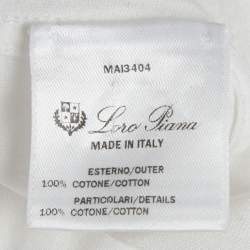 MAI3404
Loro Piana
MADE IN ITALY
ESTERNO/OUTER
100% COTONE/COTTON
PARTICOLARI/DETAILS
100% COTONE/COTTON